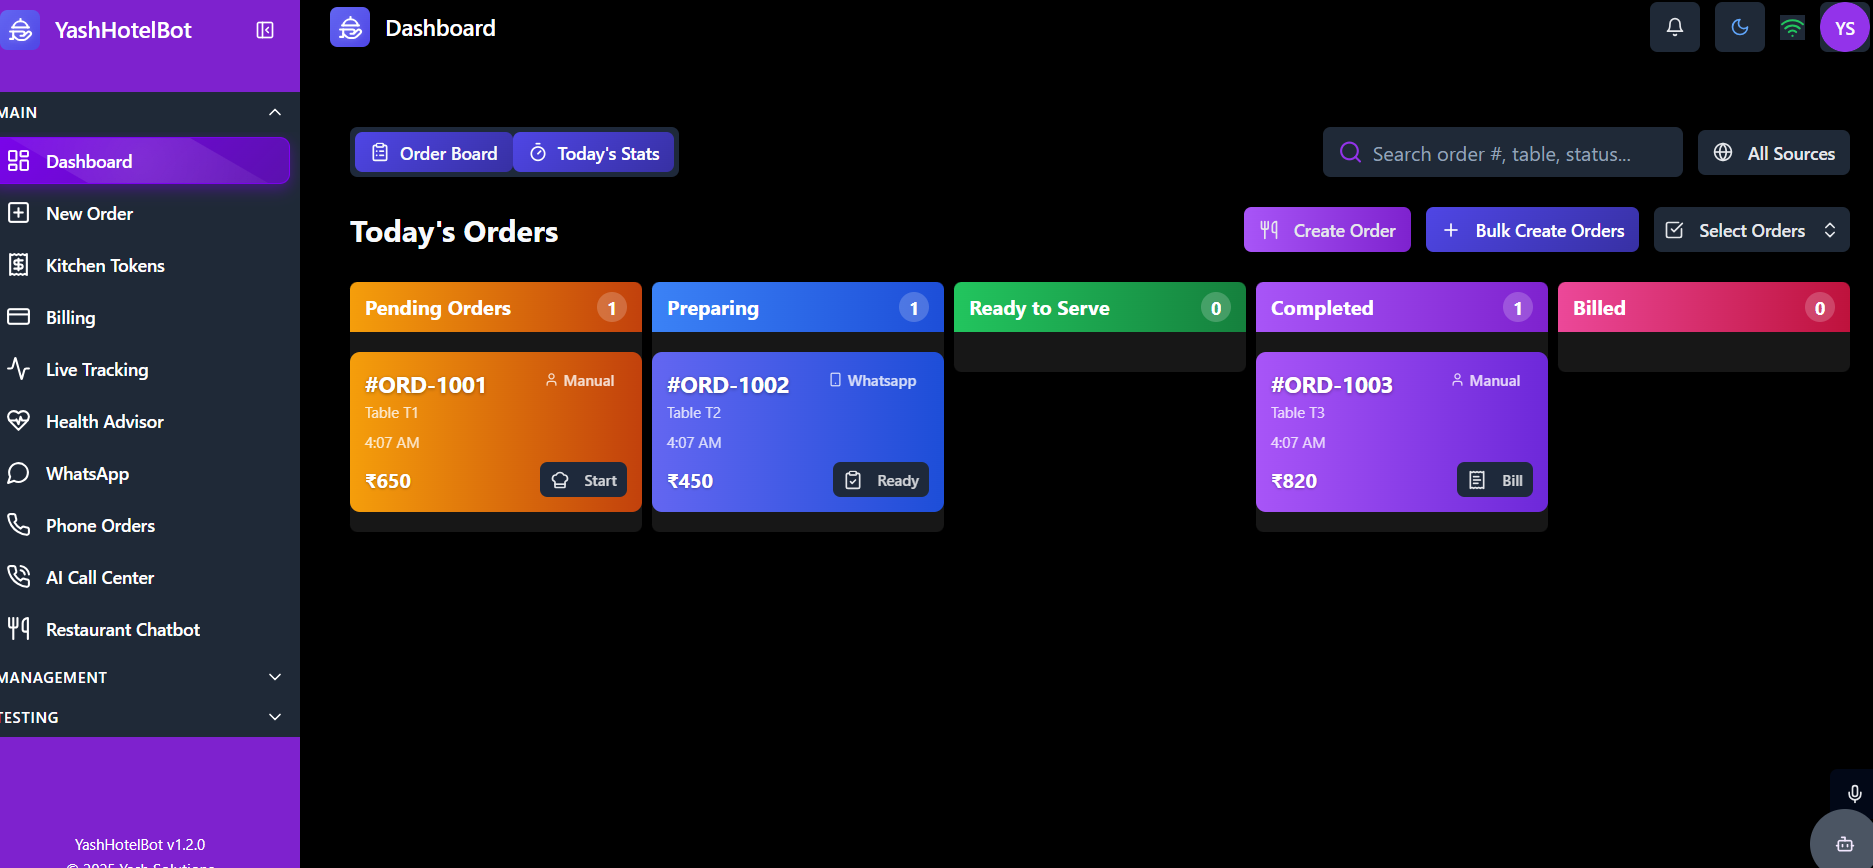 YashHotelBot
Dashboard
YS
MAIN
Dashboard
New Order
Kitchen Tokens
Billing
Live Tracking
Health Advisor
WhatsApp
Phone Orders
AI Call Center
Restaurant Chatbot
MANAGEMENT
TESTING
YashHotelBot v1.2.0
© 2025 Yash Solutions
Order Board
Today's Stats
Search order #, table, status...
All Sources
Today's Orders
Create Order
Bulk Create Orders
Select Orders
Pending Orders 1
#ORD-1001 Manual
Table T1
4:07 AM
₹650 Start
Preparing 1
#ORD-1002 Whatsapp
Table T2
4:07 AM
₹450 Ready
Ready to Serve 0
Completed 1
#ORD-1003 Manual
Table T3
4:07 AM
₹820 Bill
Billed 0